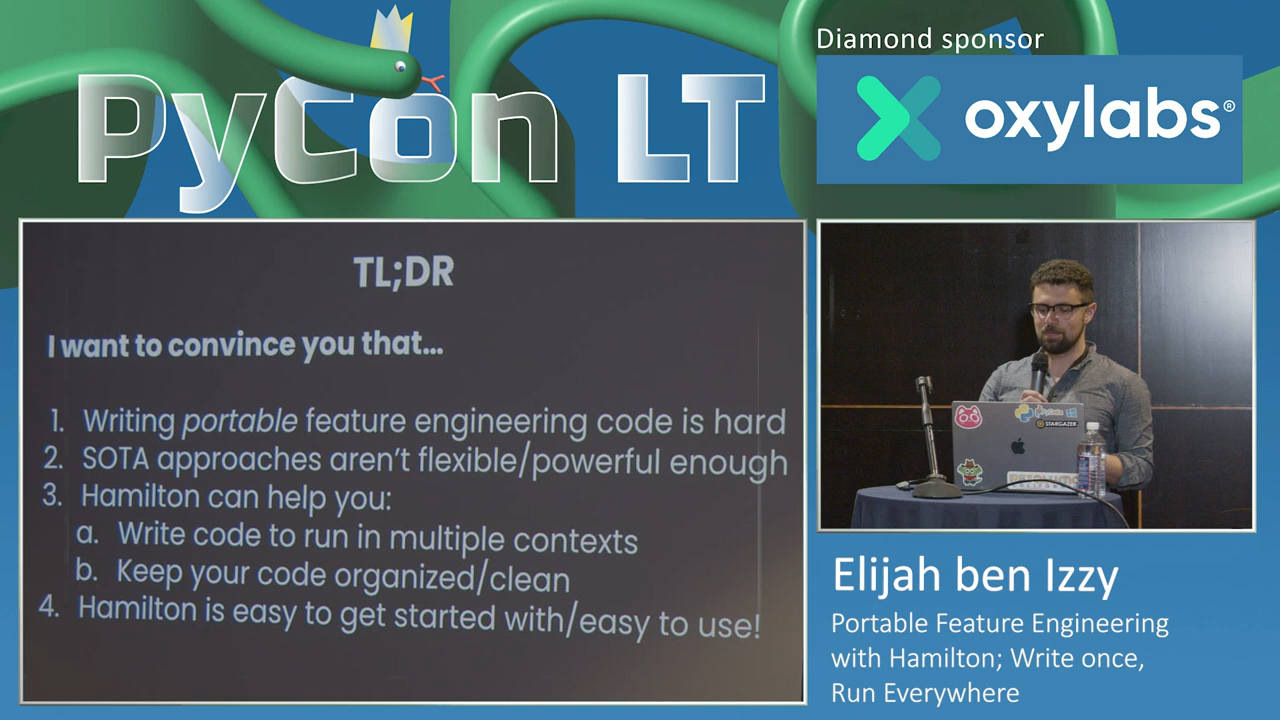 PyCon LT
Diamond sponsor
oxylabs®
TL;DR
I want to convince you that...
1. Writing portable feature engineering code is hard
2. SOTA approaches aren't flexible/powerful enough
3. Hamilton can help you:
a. Write code to run in multiple contexts
b. Keep your code organized/clean
4. Hamilton is easy to get started with/easy to use!
STARGAZER
Elijah ben Izzy
Portable Feature Engineering
with Hamilton; Write once,
Run Everywhere